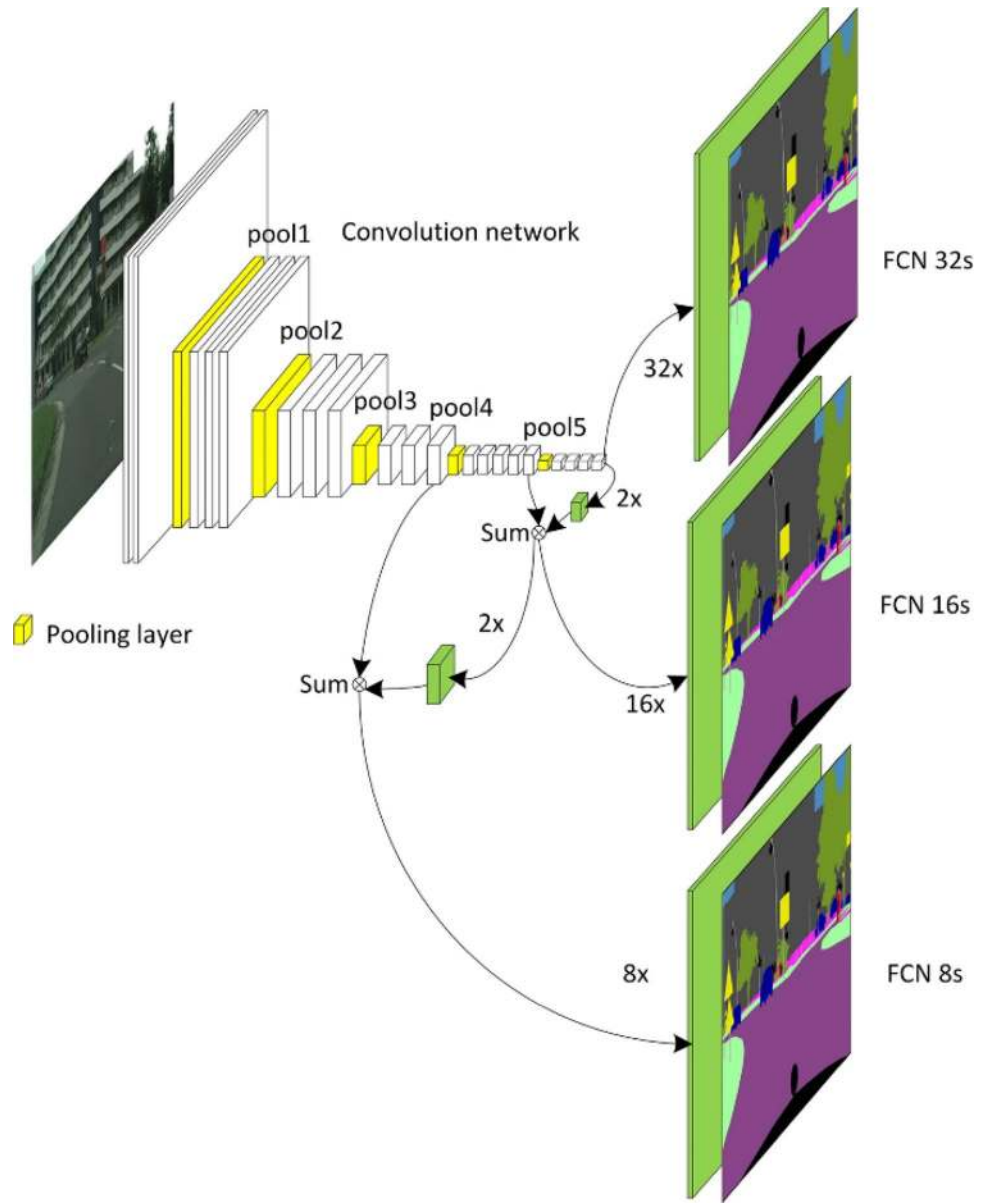 Convolution network
pool1
pool2
pool3
pool4
pool5
FCN 32s
32x
2x
Sum
FCN 16s
Pooling layer
2x
Sum
16x
8x
FCN 8s